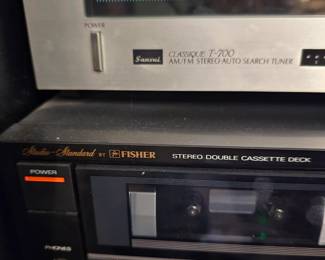 POWER
Sansui
CLASSIQUE T-700
AM/FM STEREO AUTO SEARCH TUNER
Studio-Standard BY FISHER
STEREO DOUBLE CASSETTE DECK
POWER
PHONES